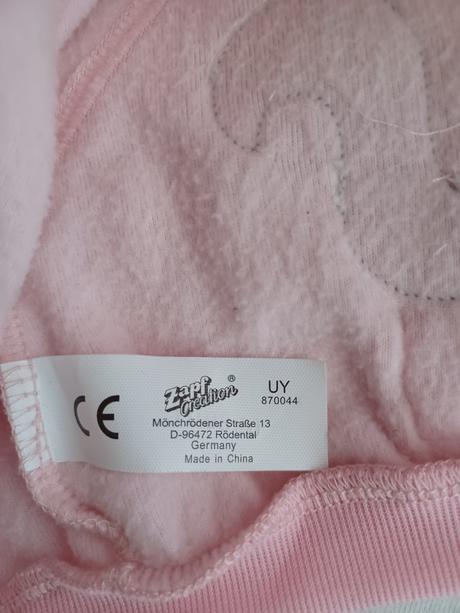 CE
Zapf ®
Creation
UY
870044
Mönchrödener Straße 13
D-96472 Rödental
Germany
Made in China